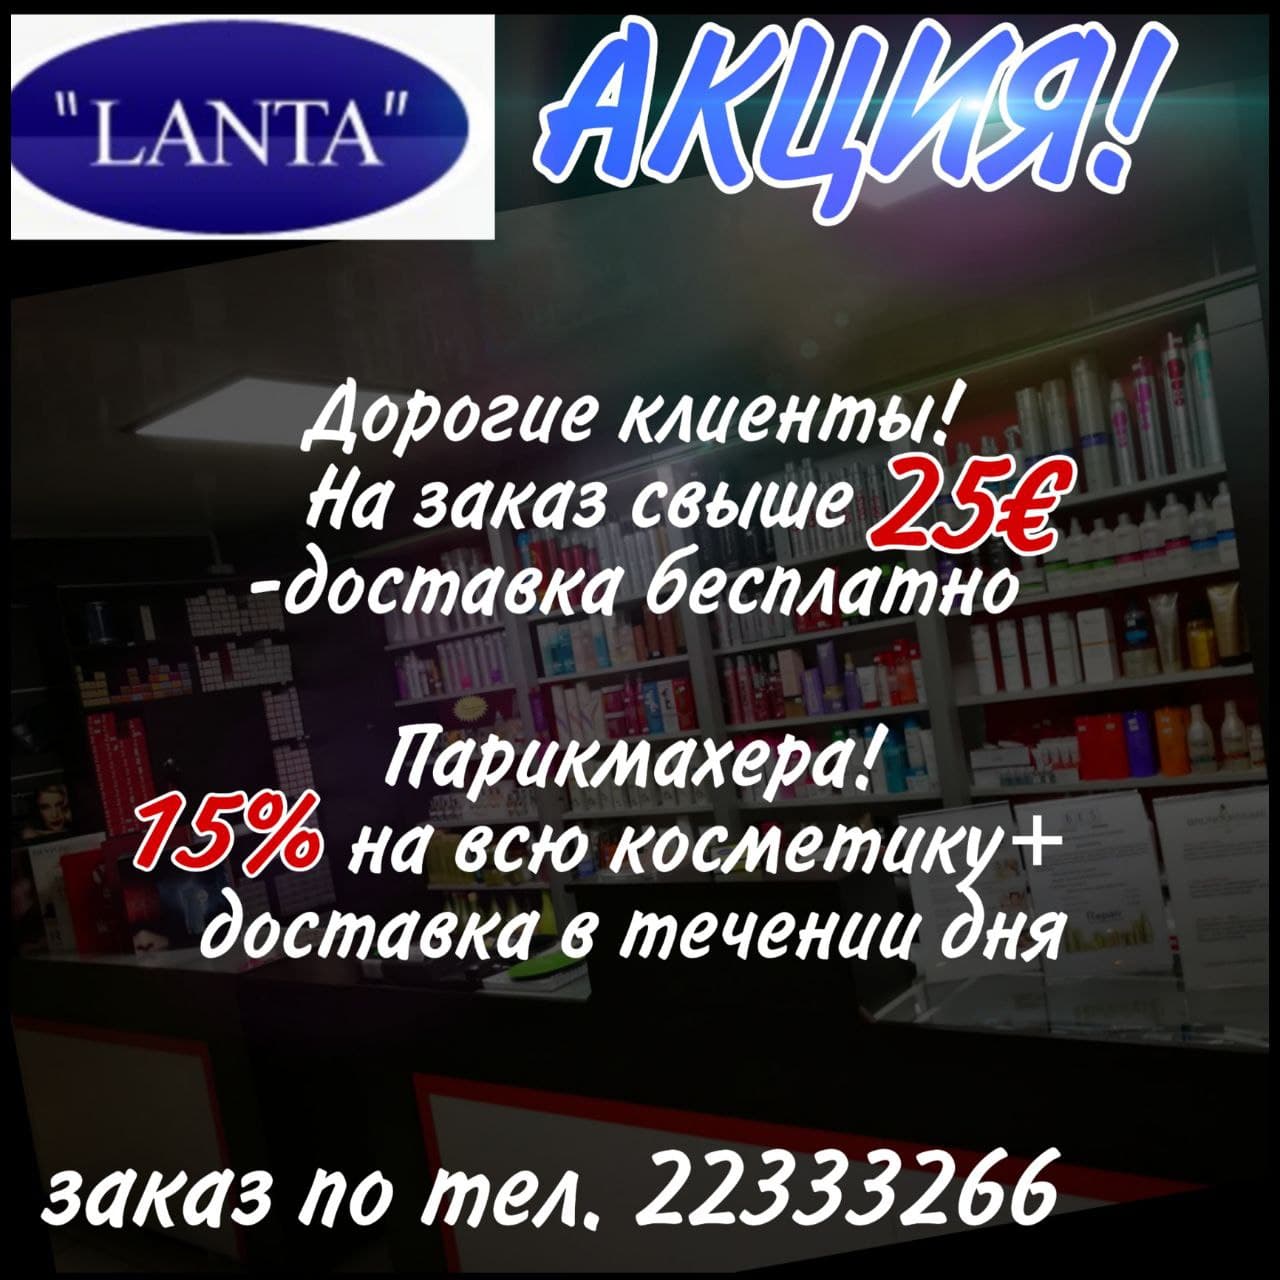 "LANTA"
АКЦИЯ!
Дорогие клиенты!
На заказ свыше 25€
-доставка бесплатно
Парикмахера!
15% на всю косметику+
доставка в течении дня
Repair
заказ по тел. 22333266